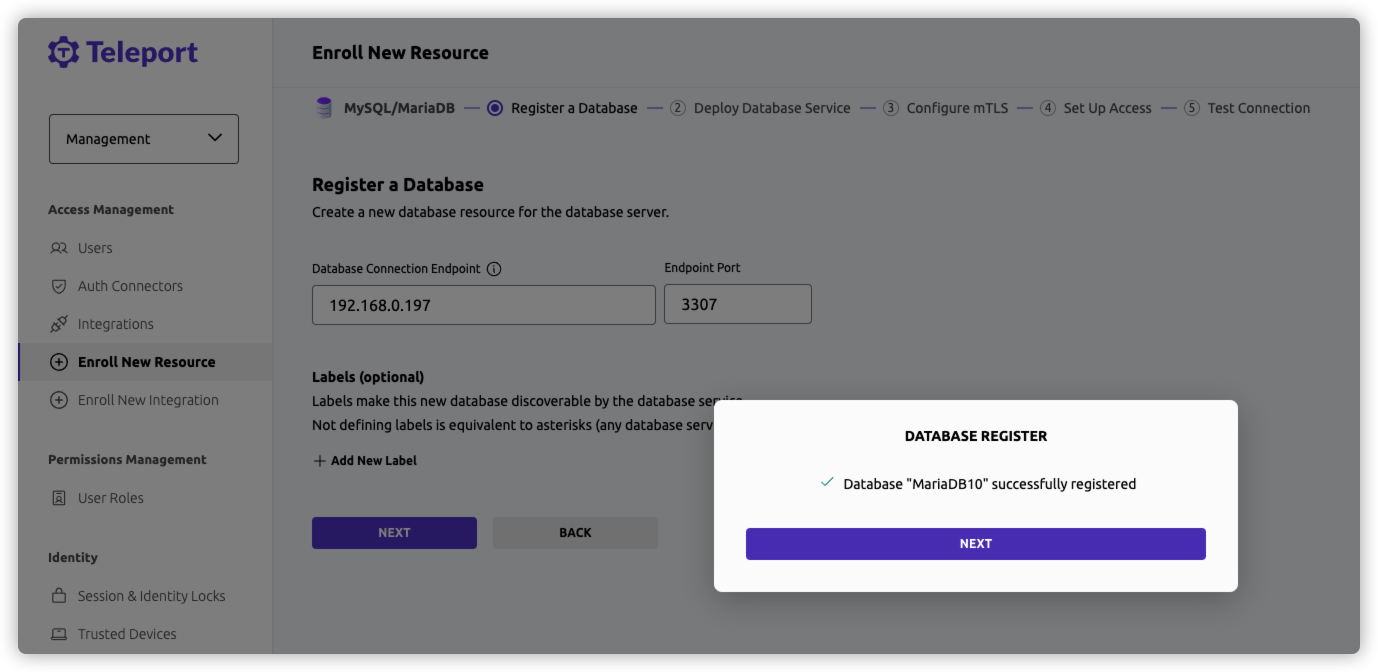 Teleport
Management
Access Management
Users
Auth Connectors
Integrations
Enroll New Resource
Enroll New Integration
Permissions Management
User Roles
Identity
Session & Identity Locks
Trusted Devices
Enroll New Resource
MySQL/MariaDB Register a Database 2 Deploy Database Service 3 Configure mTLS 4 Set Up Access 5 Test Connection
Register a Database
Create a new database resource for the database server.
Database Connection Endpoint Endpoint Port
192.168.0.197 3307
Labels (optional)
Labels make this new database discoverable by the database service.
Not defining labels is equivalent to asterisks (any database serv
Add New Label
NEXT BACK
DATABASE REGISTER
Database "MariaDB10" successfully registered
NEXT